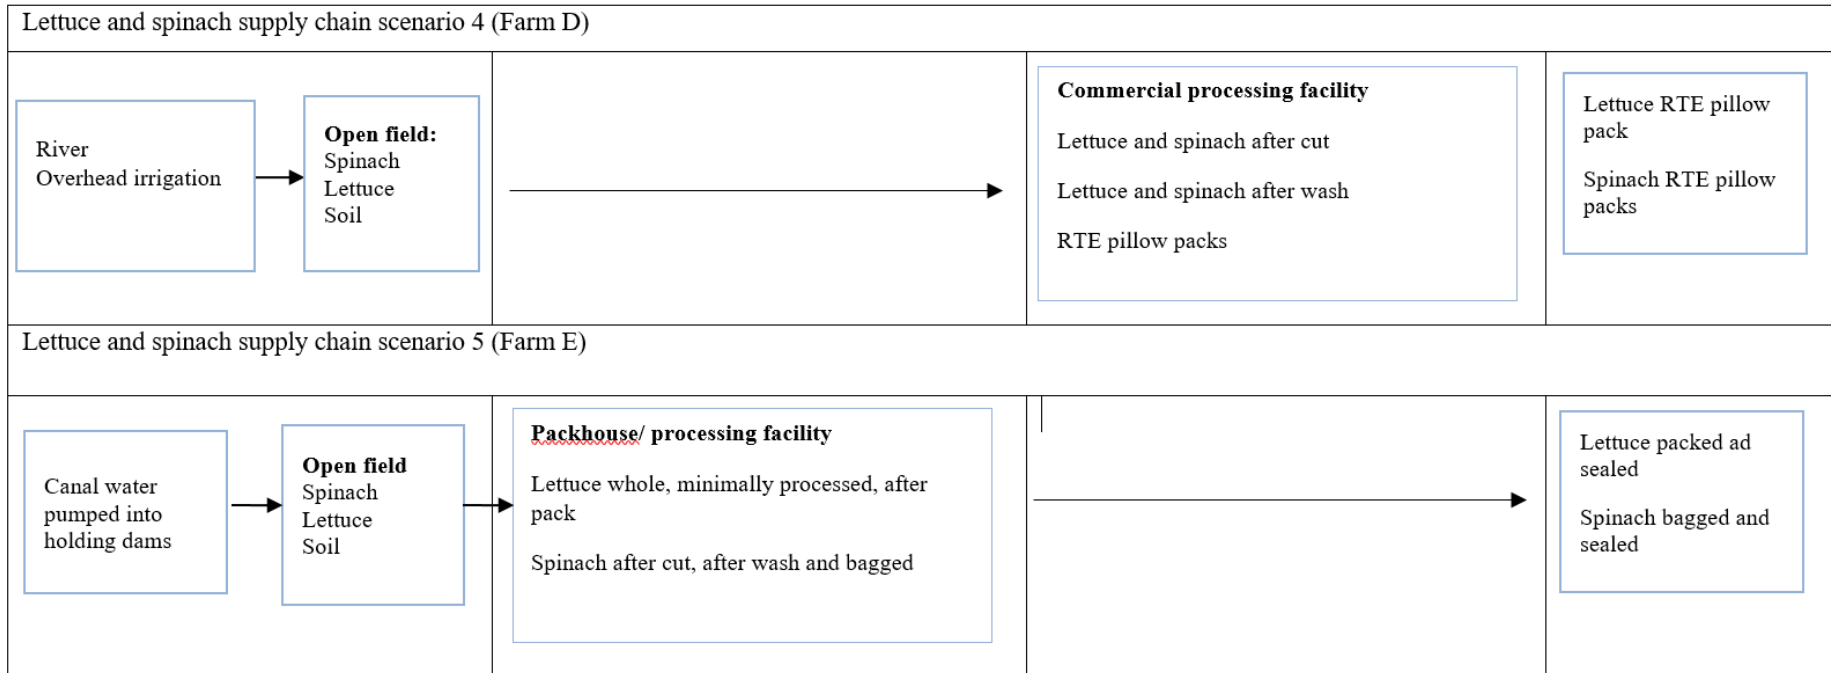 Lettuce and spinach supply chain scenario 4 (Farm D)
River
Overhead irrigation
Open field:
Spinach
Lettuce
Soil
Commercial processing facility
Lettuce and spinach after cut
Lettuce and spinach after wash
RTE pillow packs
Lettuce RTE pillow
pack
Spinach RTE pillow
packs
Lettuce and spinach supply chain scenario 5 (Farm E)
Canal water
pumped into
holding dams
Open field
Spinach
Lettuce
Soil
Packhouse/ processing facility
Lettuce whole, minimally processed, after
pack
Spinach after cut, after wash and bagged
Lettuce packed ad
sealed
Spinach bagged and
sealed